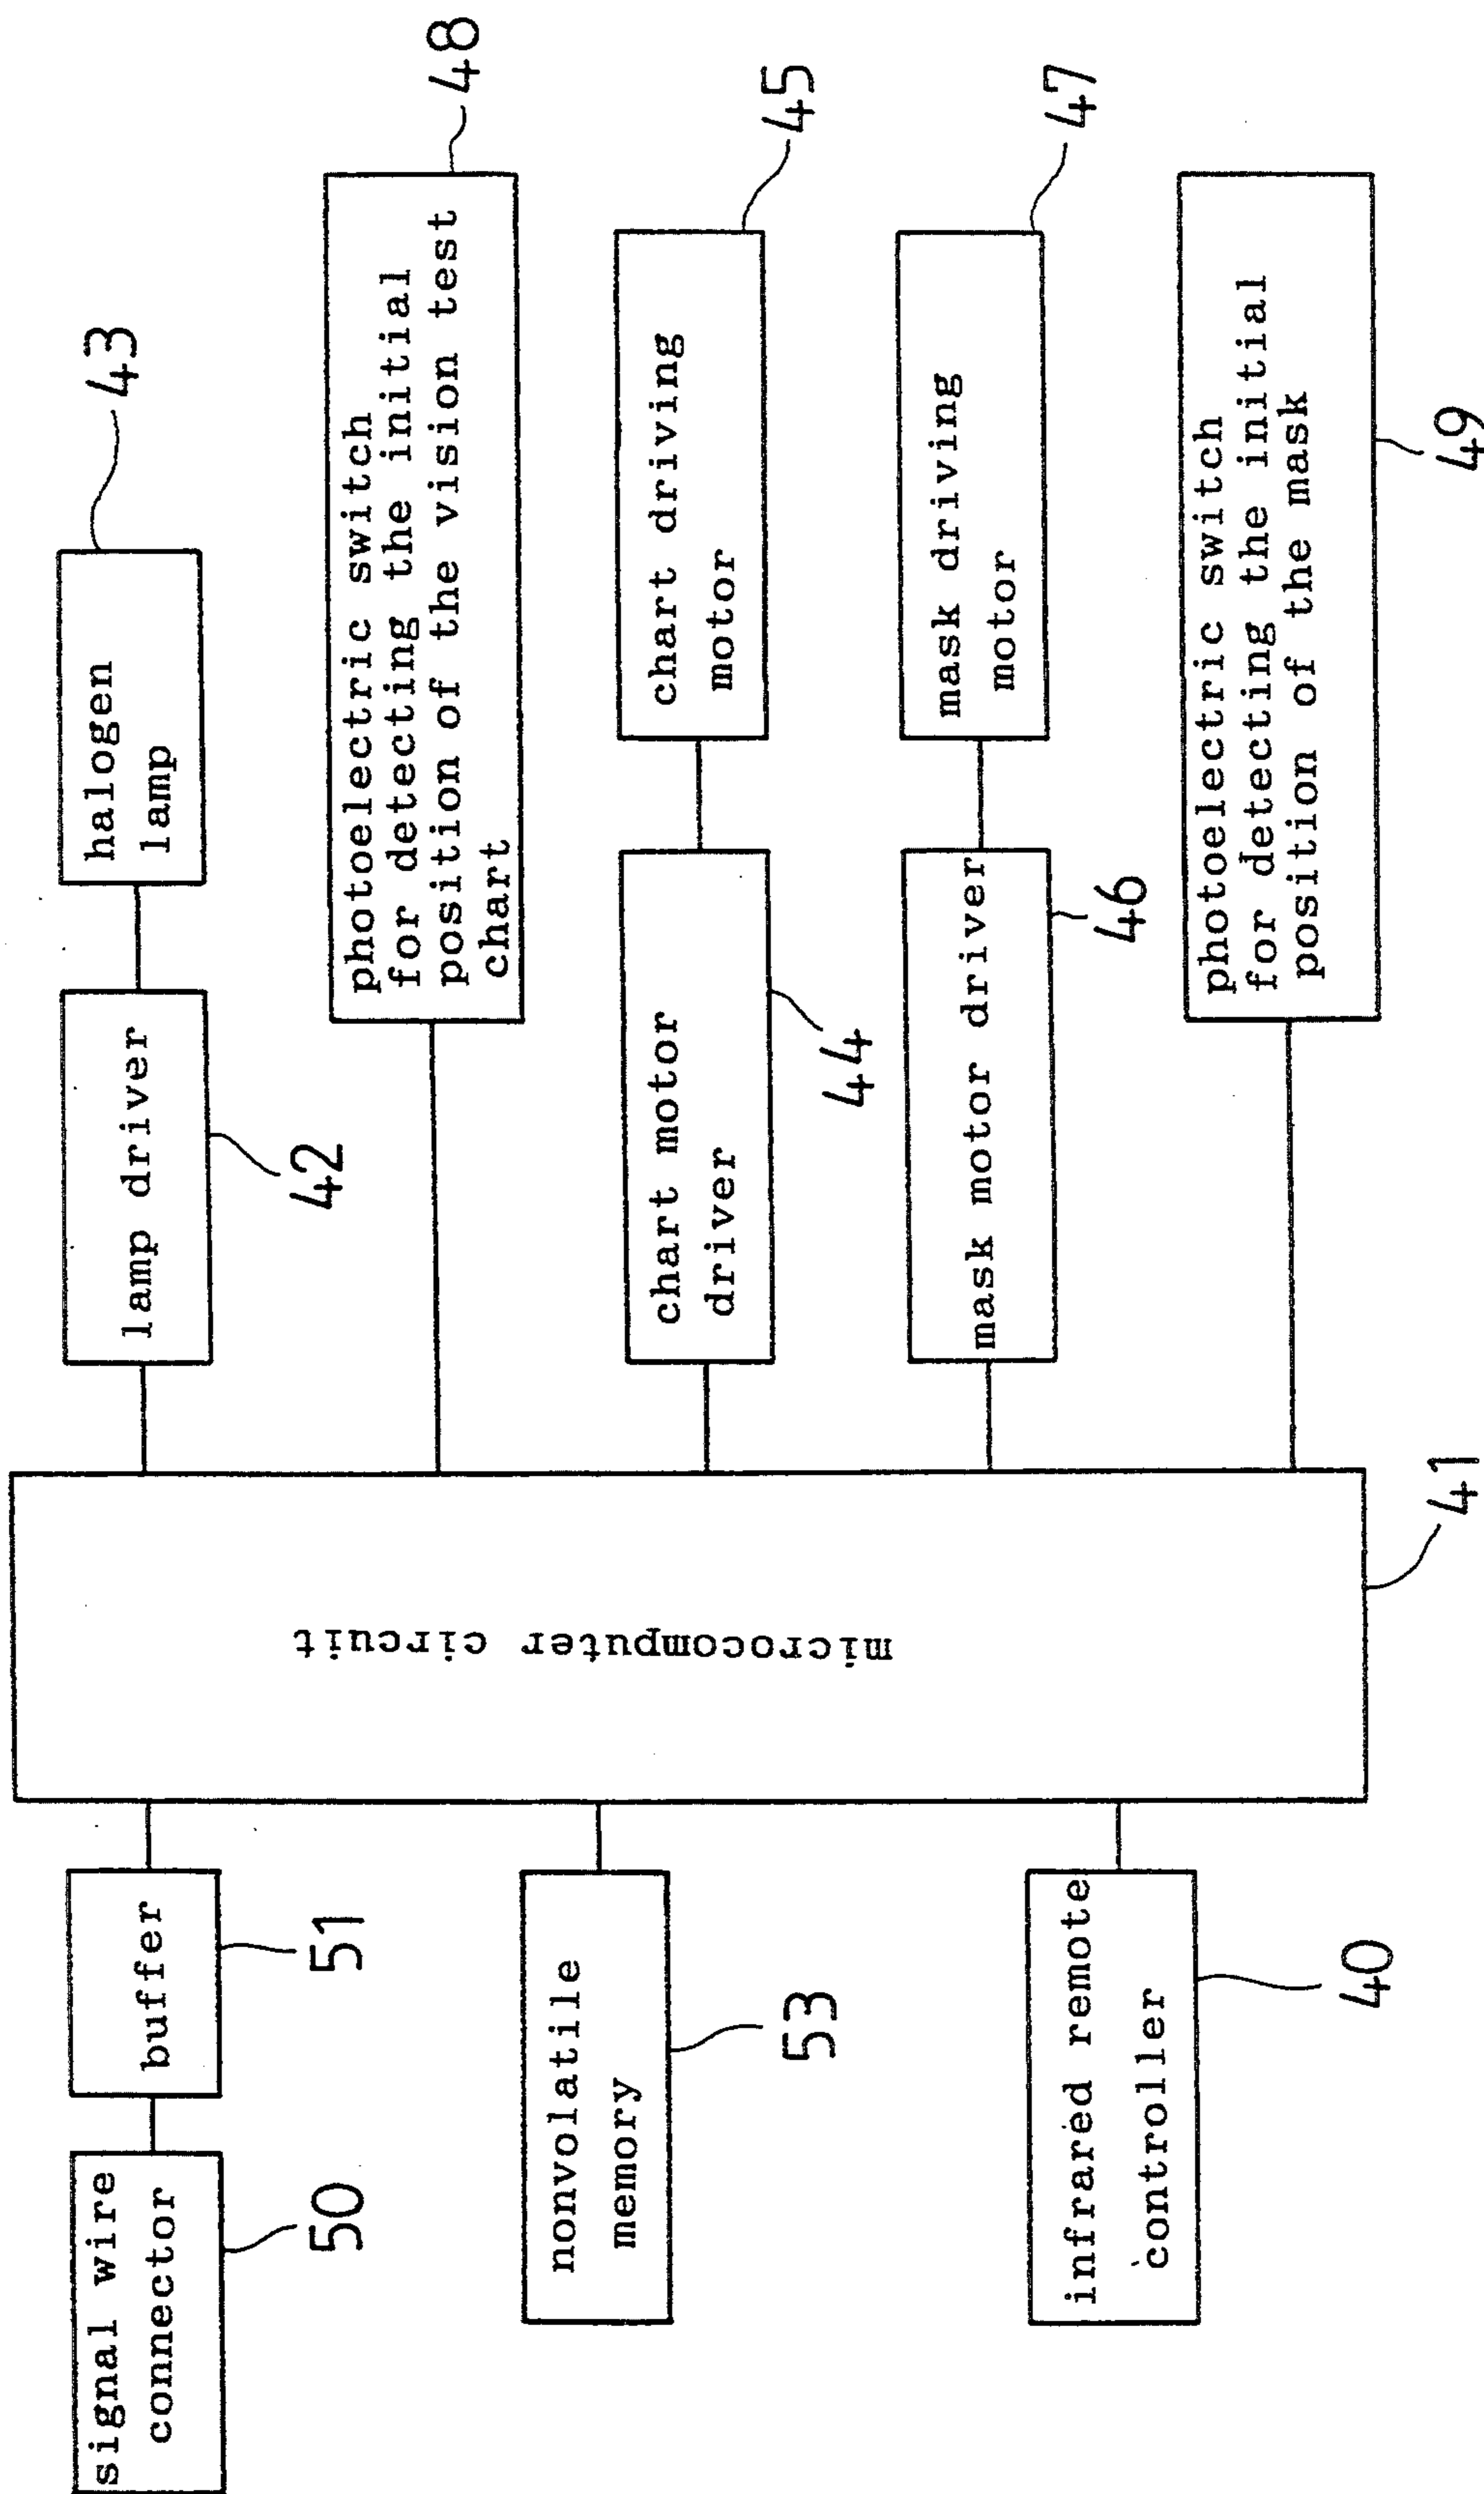 signal wire
connector
50
buffer
51
nonvolatile
memory
53
infrared remote
controller
40
microcomputer circuit
41
lamp driver
42
halogen
lamp
43
photoelectric switch
for detecting the initial
position of the vision test
chart
48
chart motor
driver
44
chart driving
motor
45
mask motor driver
46
mask driving
motor
47
photoelectric switch
for detecting the initial
position of the mask
49